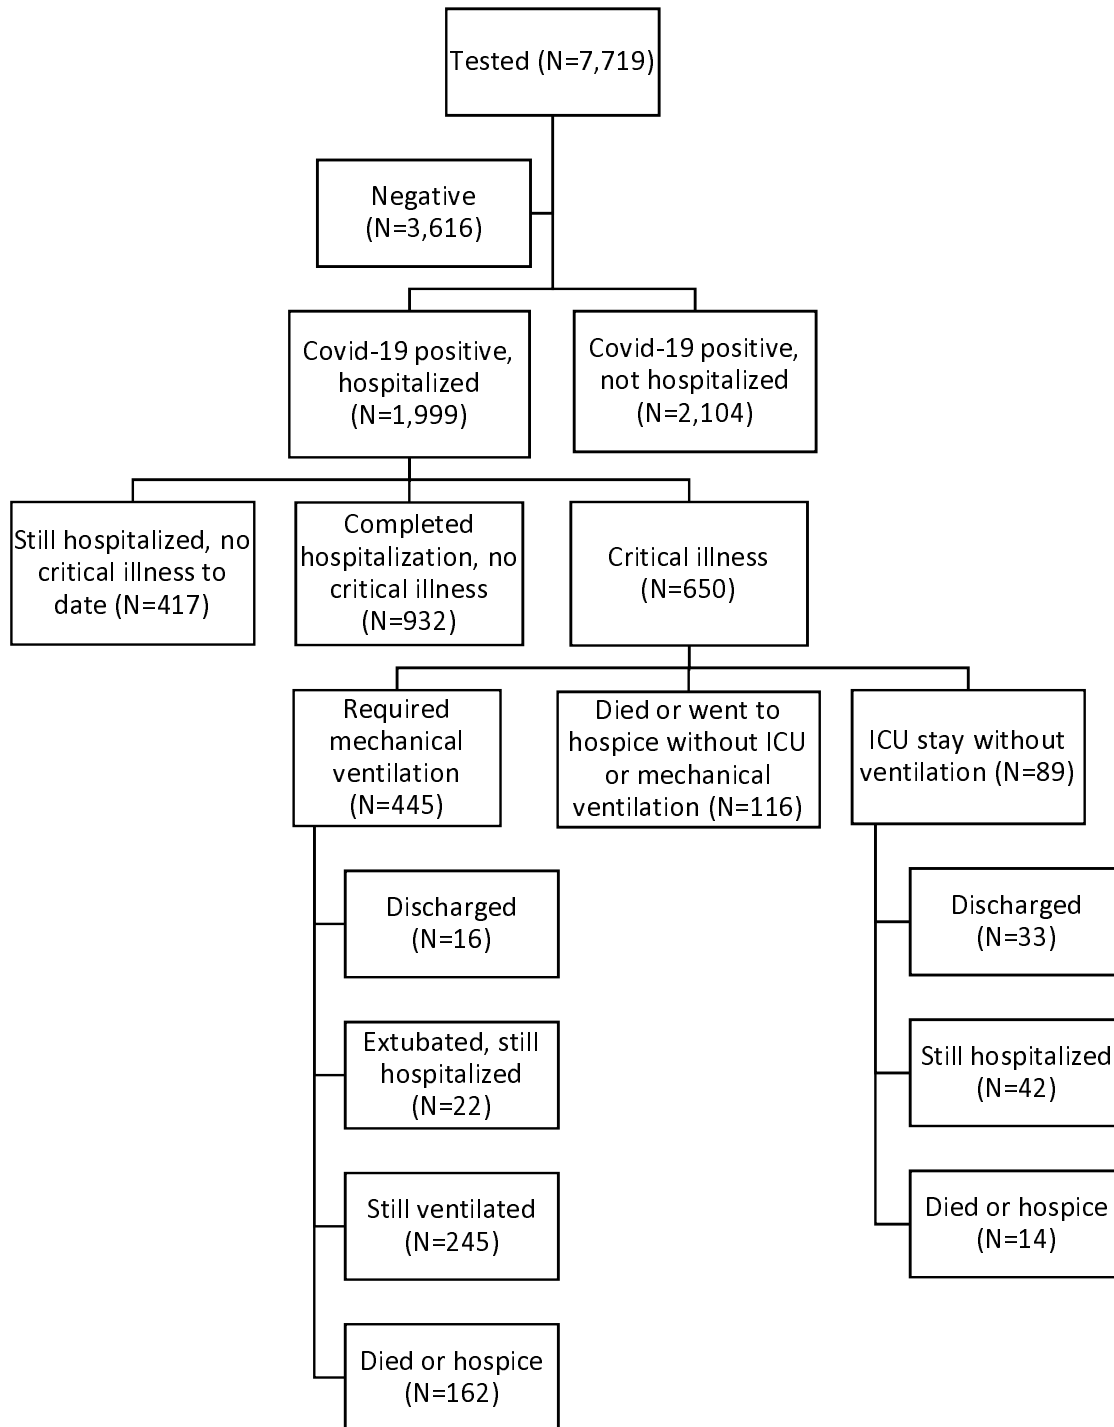 Tested (N=7,719)
Negative
(N=3,616)
Covid-19 positive,
hospitalized
(N=1,999)
Covid-19 positive,
not hospitalized
(N=2,104)
Still hospitalized, no
critical illness to
date (N=417)
Completed
hospitalization, no
critical illness
(N=932)
Critical illness
(N=650)
Required
mechanical
ventilation
(N=445)
Died or went to
hospice without ICU
or mechanical
ventilation (N=116)
ICU stay without
ventilation (N=89)
Discharged
(N=16)
Extubated, still
hospitalized
(N=22)
Still ventilated
(N=245)
Died or hospice
(N=162)
Discharged
(N=33)
Still hospitalized
(N=42)
Died or hospice
(N=14)